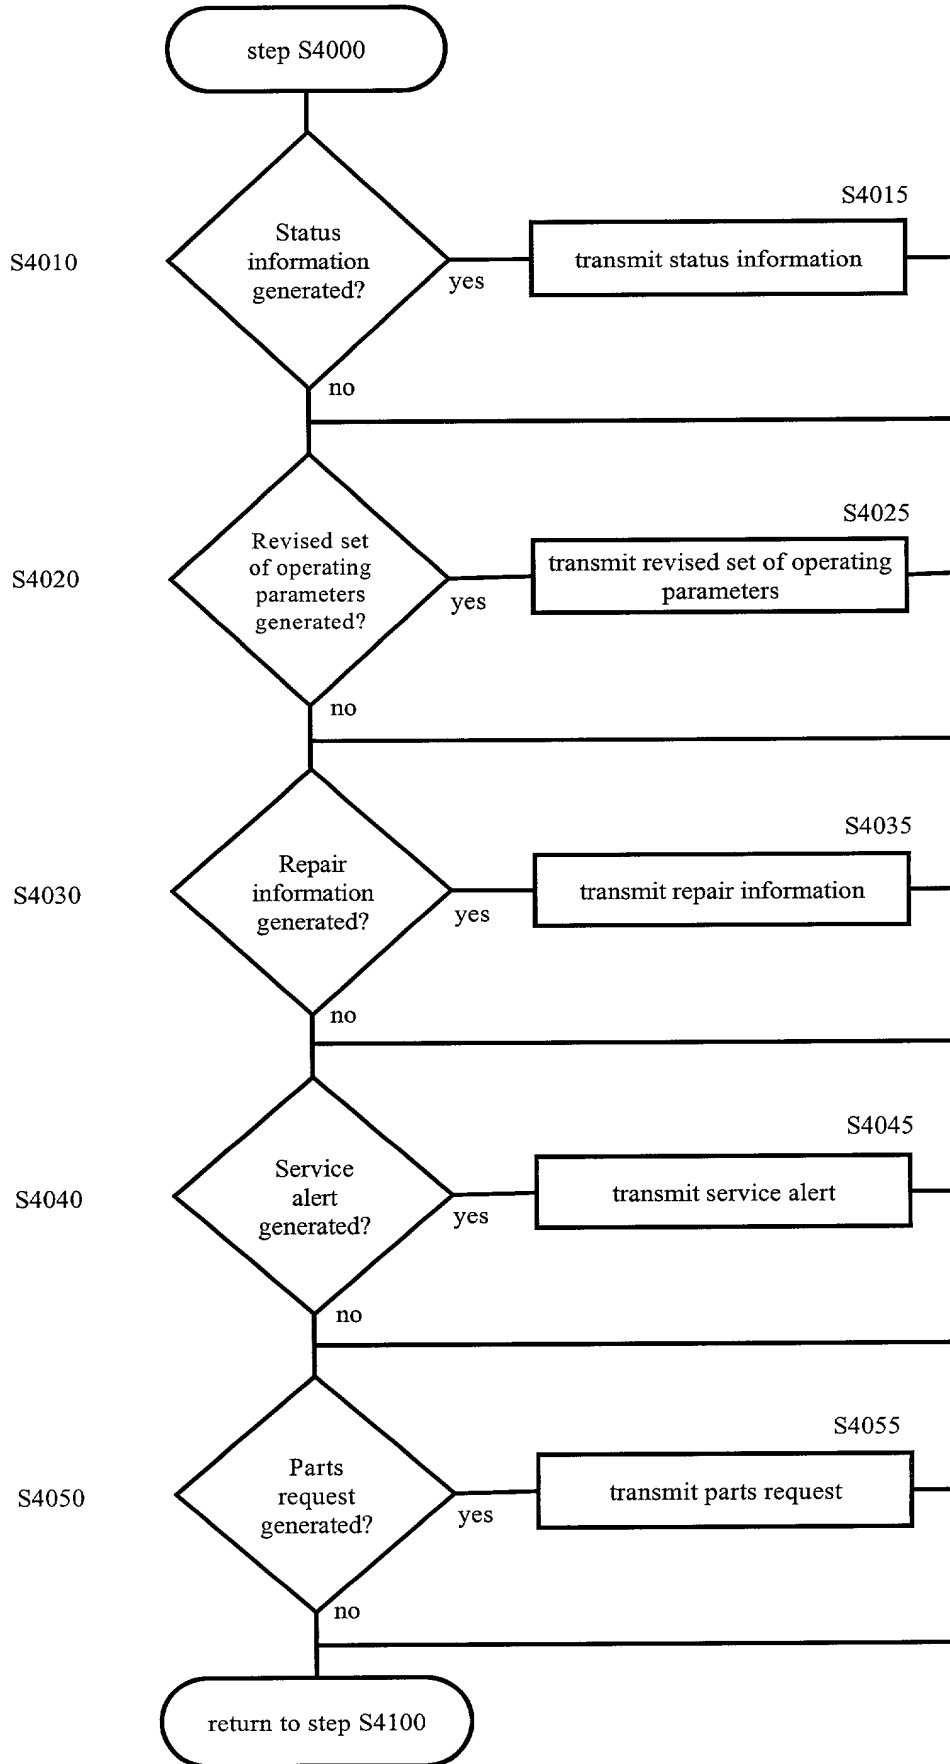 step S4000
S4015
S4010
Status
information
generated?
yes
transmit status information
no
S4025
S4020
Revised set
of operating
parameters
generated?
yes
transmit revised set of operating
parameters
no
S4035
S4030
Repair
information
generated?
yes
transmit repair information
no
S4045
S4040
Service
alert
generated?
yes
transmit service alert
no
S4055
S4050
Parts
request
generated?
yes
transmit parts request
no
return to step S4100